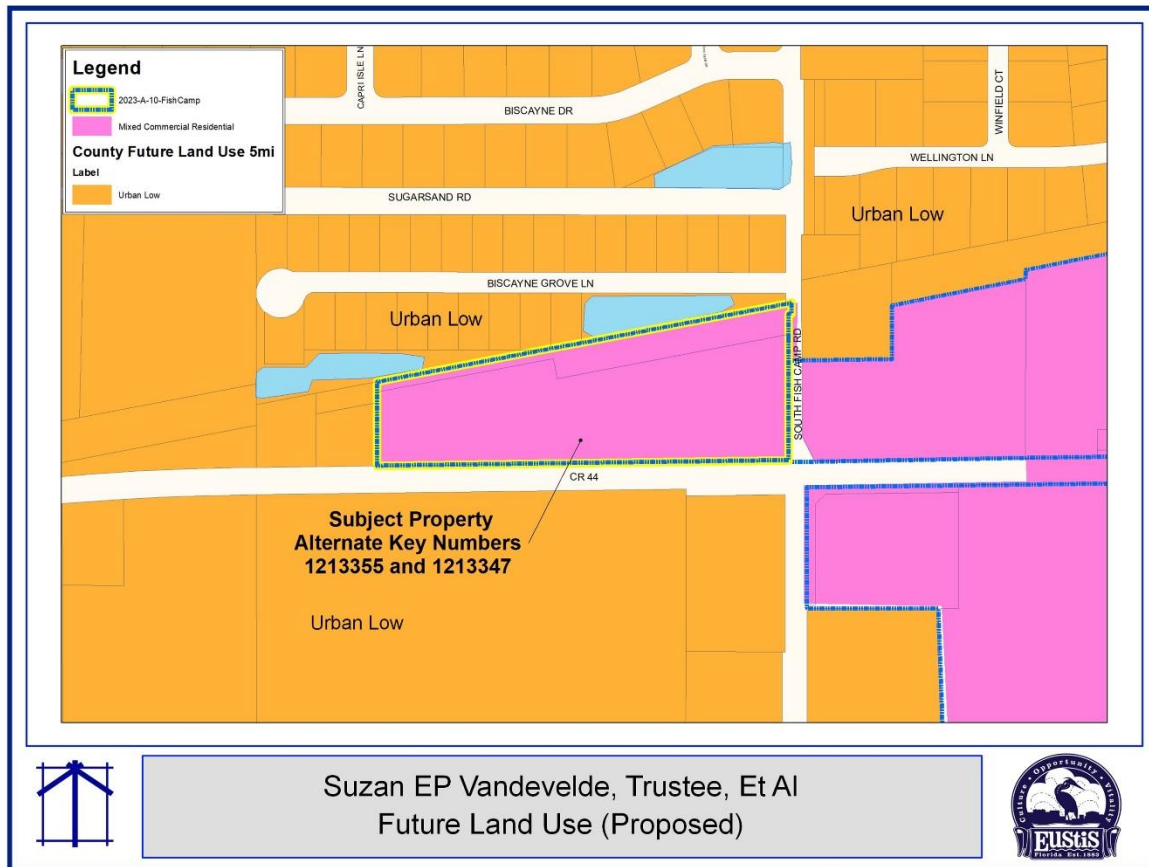 Legend
2023-A-10-FishCamp
Mixed Commercial Residential
County Future Land Use 5mi
Label
Urban Low
CAPRI ISLE LN
BISCAYNE DR
WINFIELD CT
WELLINGTON LN
SUGARSAND RD
Urban Low
BISCAYNE GROVE LN
Urban Low
SOUTH FISH CAMP RD
CR 44
Subject Property
Alternate Key Numbers
1213355 and 1213347
Urban Low
Suzan EP Vandevelde, Trustee, Et Al
Future Land Use (Proposed)
Culture • Opportunity • Vitality
EUSTIS
Florida Est. 1883